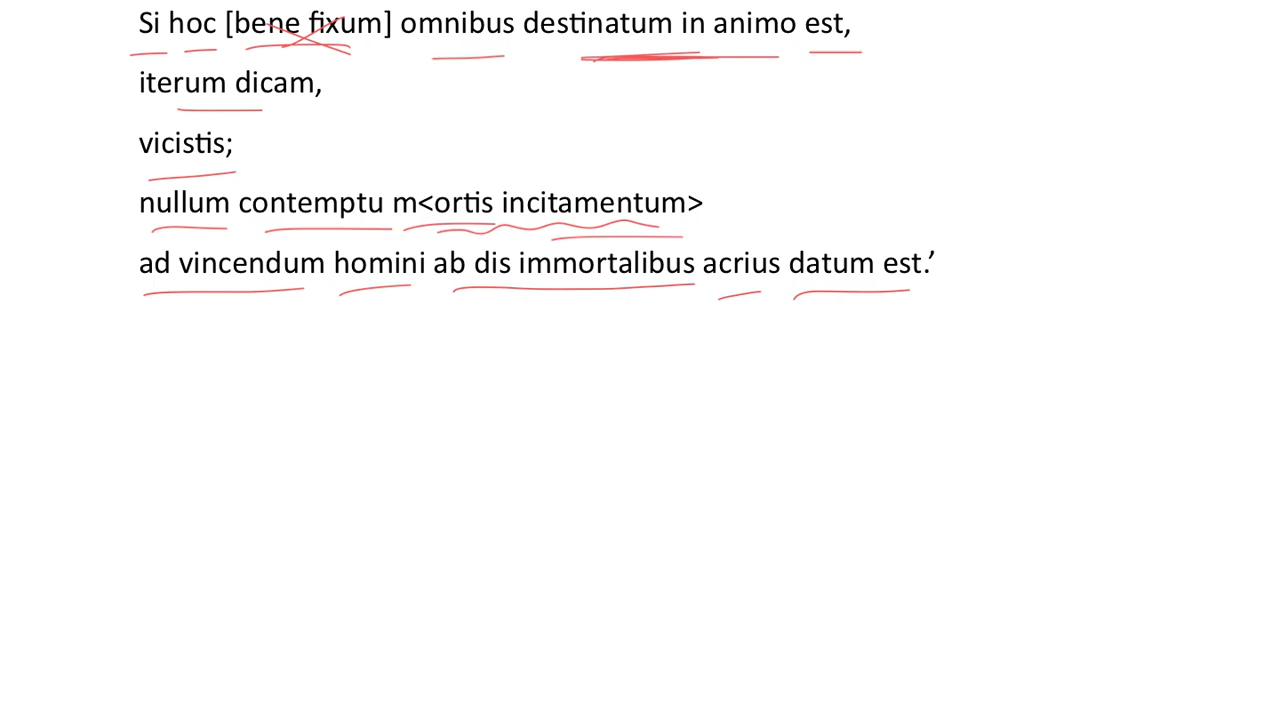 Si hoc [bene fixum] omnibus destinatum in animo est,
iterum dicam,
vicistis;
nullum contemptu m<ortis incitamentum>
ad vincendum homini ab dis immortalibus acrius datum est.’